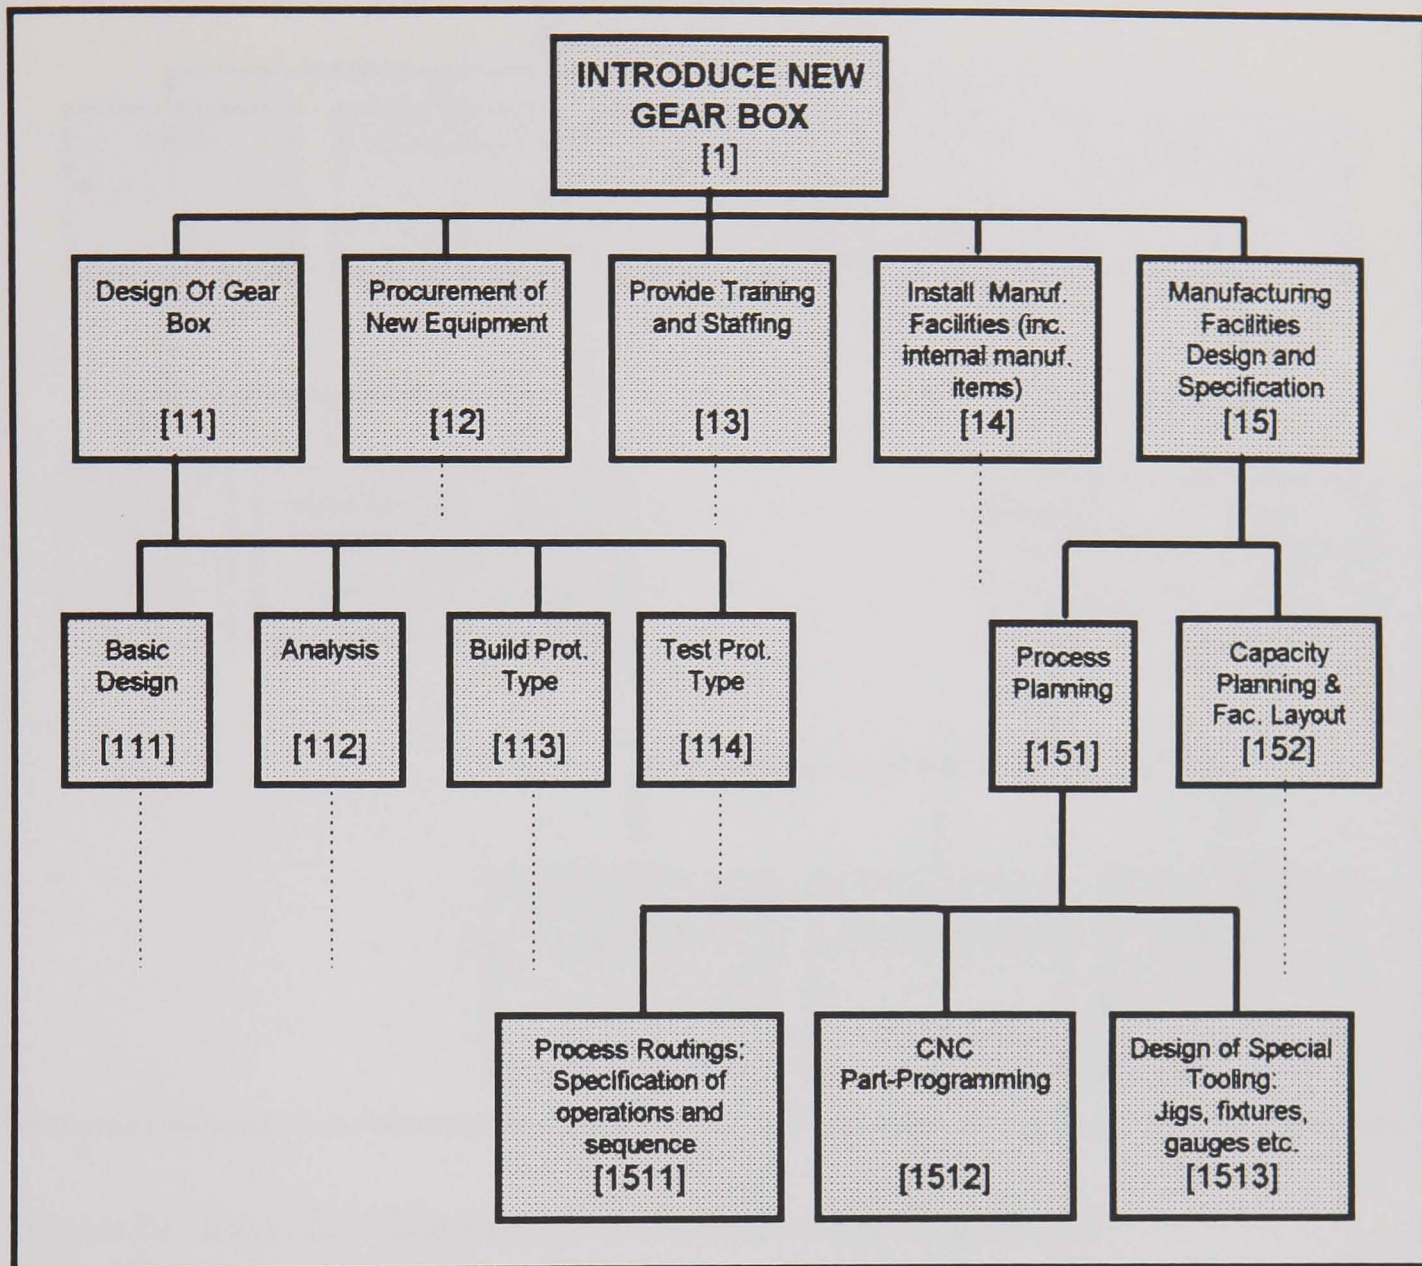 INTRODUCE NEW
GEAR BOX
[1]
Design Of Gear
Box
[11]
Procurement of
New Equipment
[12]
Provide Training
and Staffing
[13]
Install Manuf.
Facilities (inc.
internal manuf.
items)
[14]
Manufacturing
Facilities
Design and
Specification
[15]
Basic
Design
[111]
Analysis
[112]
Build Prot.
Type
[113]
Test Prot.
Type
[114]
Process
Planning
[151]
Capacity
Planning &
Fac. Layout
[152]
Process Routings:
Specification of
operations and
sequence
[1511]
CNC
Part-Programming
[1512]
Design of Special
Tooling:
Jigs, fixtures,
gauges etc.
[1513]